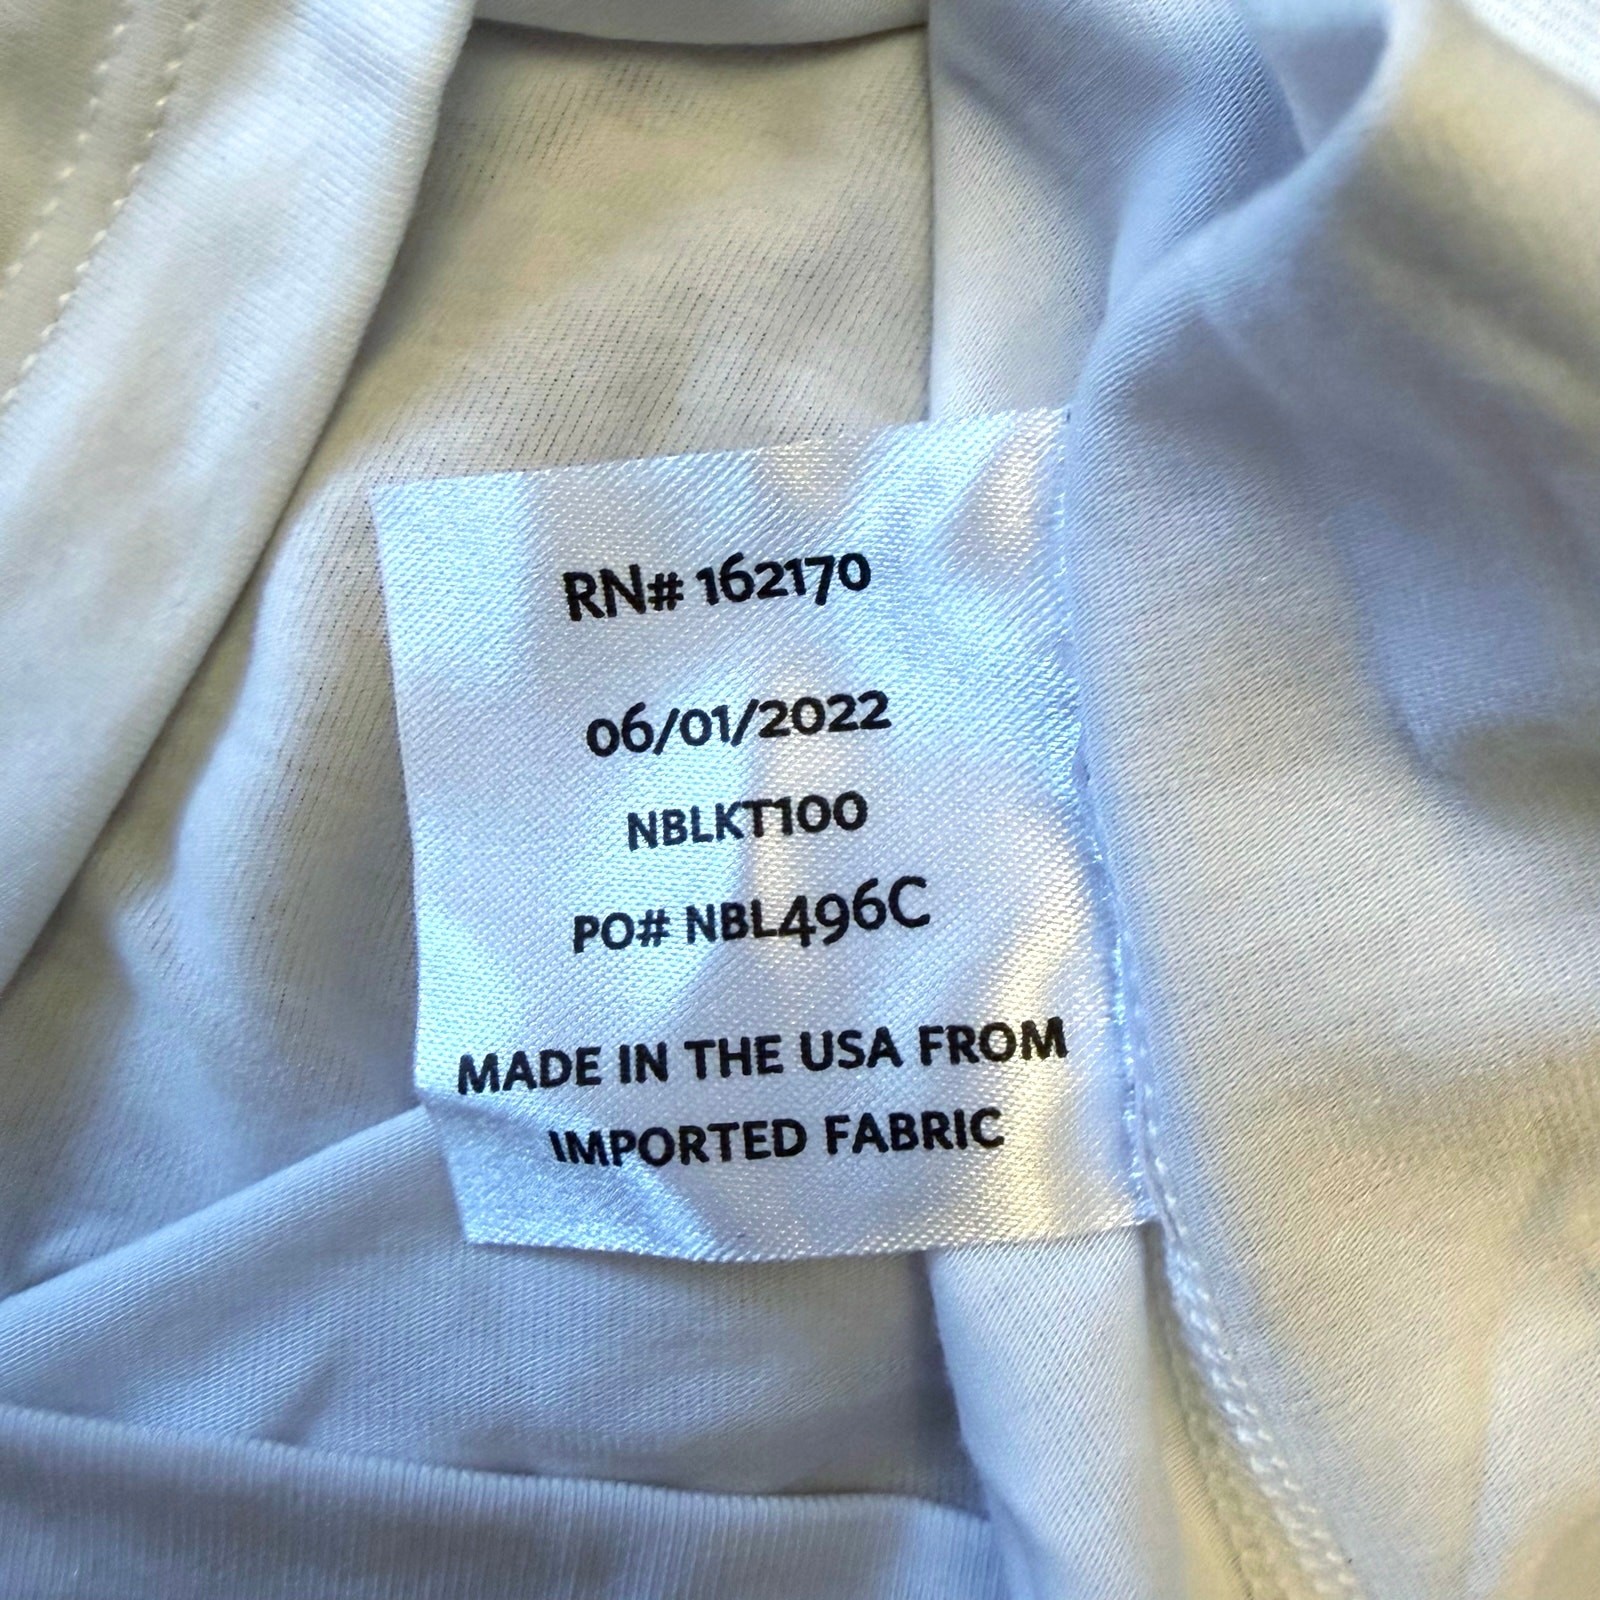 RN# 162170
06/01/2022
NBLKT100
PO# NBL496C
MADE IN THE USA FROM
IMPORTED FABRIC